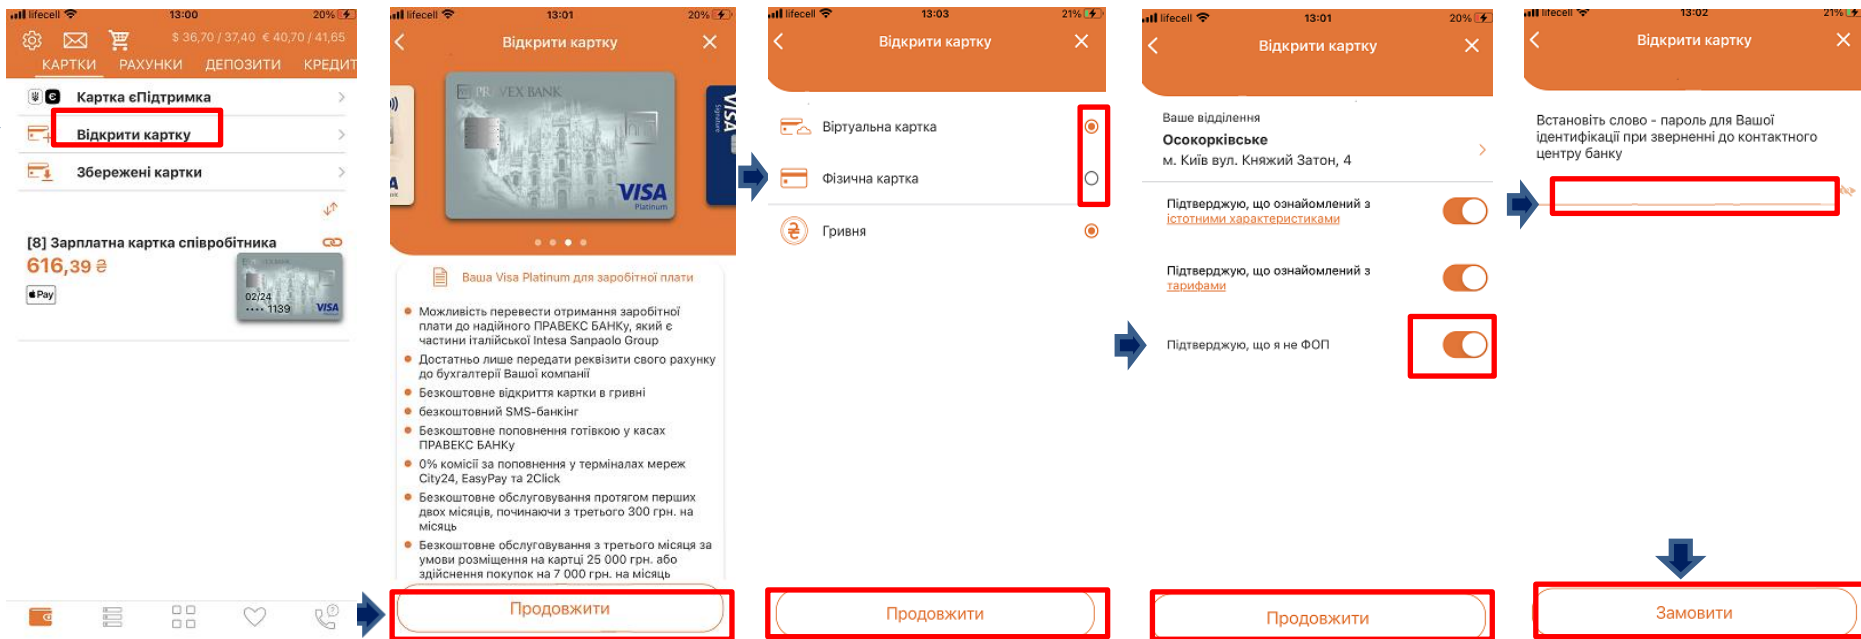 lifecell
13:00
20%
$ 36,70 / 37,40 € 40,70 / 41,65
КАРТКИ РАХУНКИ ДЕПОЗИТИ КРЕДИТ
Картка єПідтримка
Відкрити картку
Збережені картки
[8] Зарплатна картка співробітника
616,39 ₴
Pay
02/24
•••• 1139
VISA
lifecell
13:01
20%
Відкрити картку
PRAVEX BANK
VISA
Platinum
VISA
Signature
Ваша Visa Platinum для заробітної плати
Можливість перевести отримання заробітної
плати до надійного ПРАВЕКС БАНКу, який є
частини італійської Intesa Sanpaolo Group
Достатньо лише передати реквізити свого рахунку
до бухгалтерії Вашої компанії
Безкоштовне відкриття картки в гривні
безкоштовний SMS-банкінг
Безкоштовне поповнення готівкою у касах
ПРАВЕКС БАНКу
0% комісії за поповнення у терміналах мереж
City24, EasyPay та 2Click
Безкоштовне обслуговування протягом перших
двох місяців, починаючи з третього 300 грн. на
місяць
Безкоштовне обслуговування з третього місяця за
умови розміщення на картці 25 000 грн. або
здійснення покупок на 7 000 грн. на місяць
Продовжити
lifecell
13:03
21%
Відкрити картку
Віртуальна картка
Фізична картка
Гривня
Продовжити
lifecell
13:01
20%
Відкрити картку
Ваше відділення
Осокорківське
м. Київ вул. Княжий Затон, 4
Підтверджую, що ознайомлений з
істотними характеристиками
Підтверджую, що ознайомлений з
тарифами
Підтверджую, що я не ФОП
Продовжити
lifecell
13:02
21%
Відкрити картку
Встановіть слово - пароль для Вашої
ідентифікації при зверненні до контактного
центру банку
Замовити